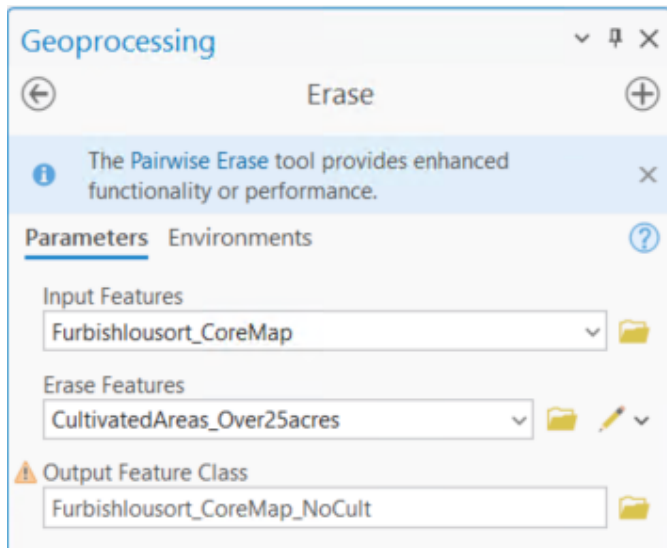 Geoprocessing
Erase
The Pairwise Erase tool provides enhanced
functionality or performance.
Parameters Environments
Input Features
Furbishlousort_CoreMap
Erase Features
CultivatedAreas_Over25acres
Output Feature Class
Furbishlousort_CoreMap_NoCult